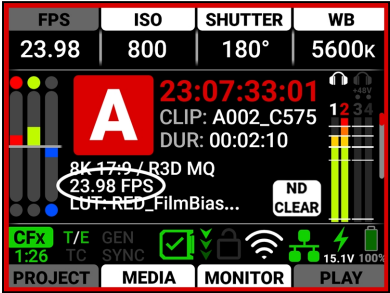 FPS ISO SHUTTER WB
23.98 800 180° 5600K
A 23:07:33:01
CLIP: A002_C575
DUR: 00:02:10
+48V
1 2 3 4
8K 17:9 / R3D MQ
23.98 FPS
LUT: RED_FilmBias...
ND
CLEAR
CFx T/E GEN
1:26 TC SYNC 15.1V 100%
PROJECT MEDIA MONITOR PLAY